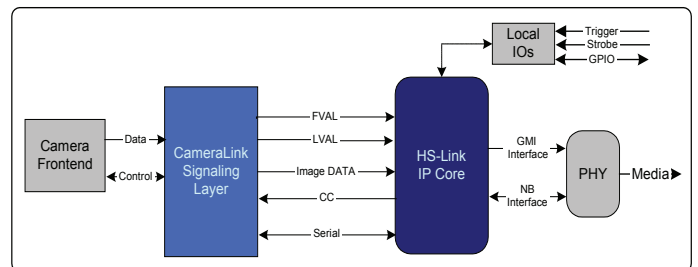 Local
IOs
Trigger
Strobe
GPIO
Camera
Frontend
Data
Control
CameraLink
Signaling
Layer
FVAL
LVAL
Image DATA
CC
Serial
HS-Link
IP Core
GMI
Interface
NB
Interface
PHY
Media